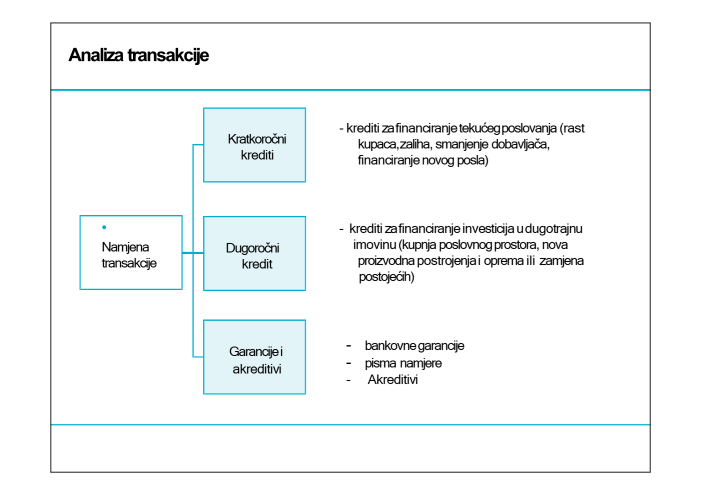 Analiza transakcije
Kratkoročni
krediti
- krediti za financiranje tekućeg poslovanja (rast
kupaca, zaliha, smanjenje dobavljača,
financiranje novog posla)
•
Namjena
transakcije
Dugoročni
kredit
- krediti za financiranje investicija u dugotrajnu
imovinu (kupnja poslovnog prostora, nova
proizvodna postrojenja i oprema ili zamjena
postojećih)
Garancije i
akreditivi
- bankovne garancije
- pisma namjere
- Akreditivi